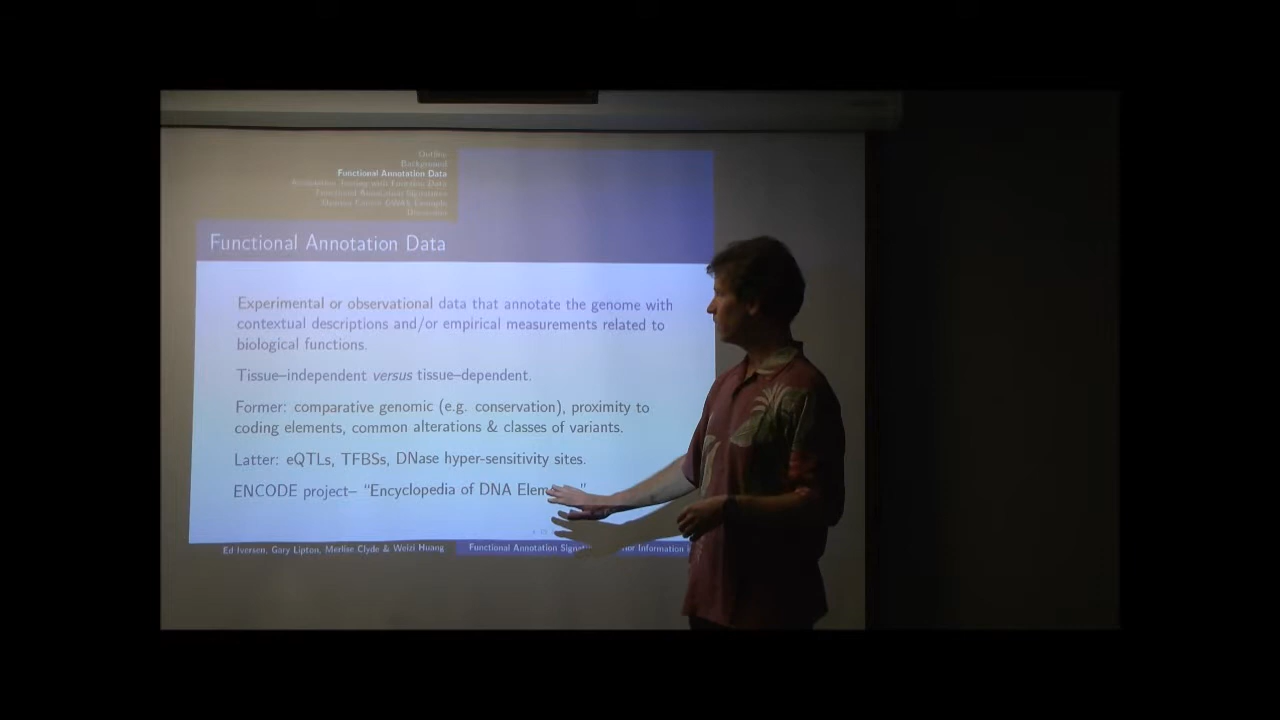 Outline
Background
Functional Annotation Data
Functional Annotation Data
Experimental or observational data that annotate the genome with
contextual descriptions and/or empirical measurements related to
biological functions.
Tissue–independent versus tissue–dependent.
Former: comparative genomic (e.g. conservation), proximity to
coding elements, common alterations & classes of variants.
Latter: eQTLs, TFBSs, DNase hyper-sensitivity sites.
ENCODE project– “Encyclopedia of DNA Elem ”
Ed Iversen, Gary Lipton, Merlise Clyde & Weizi Huang
Functional Annotation Information